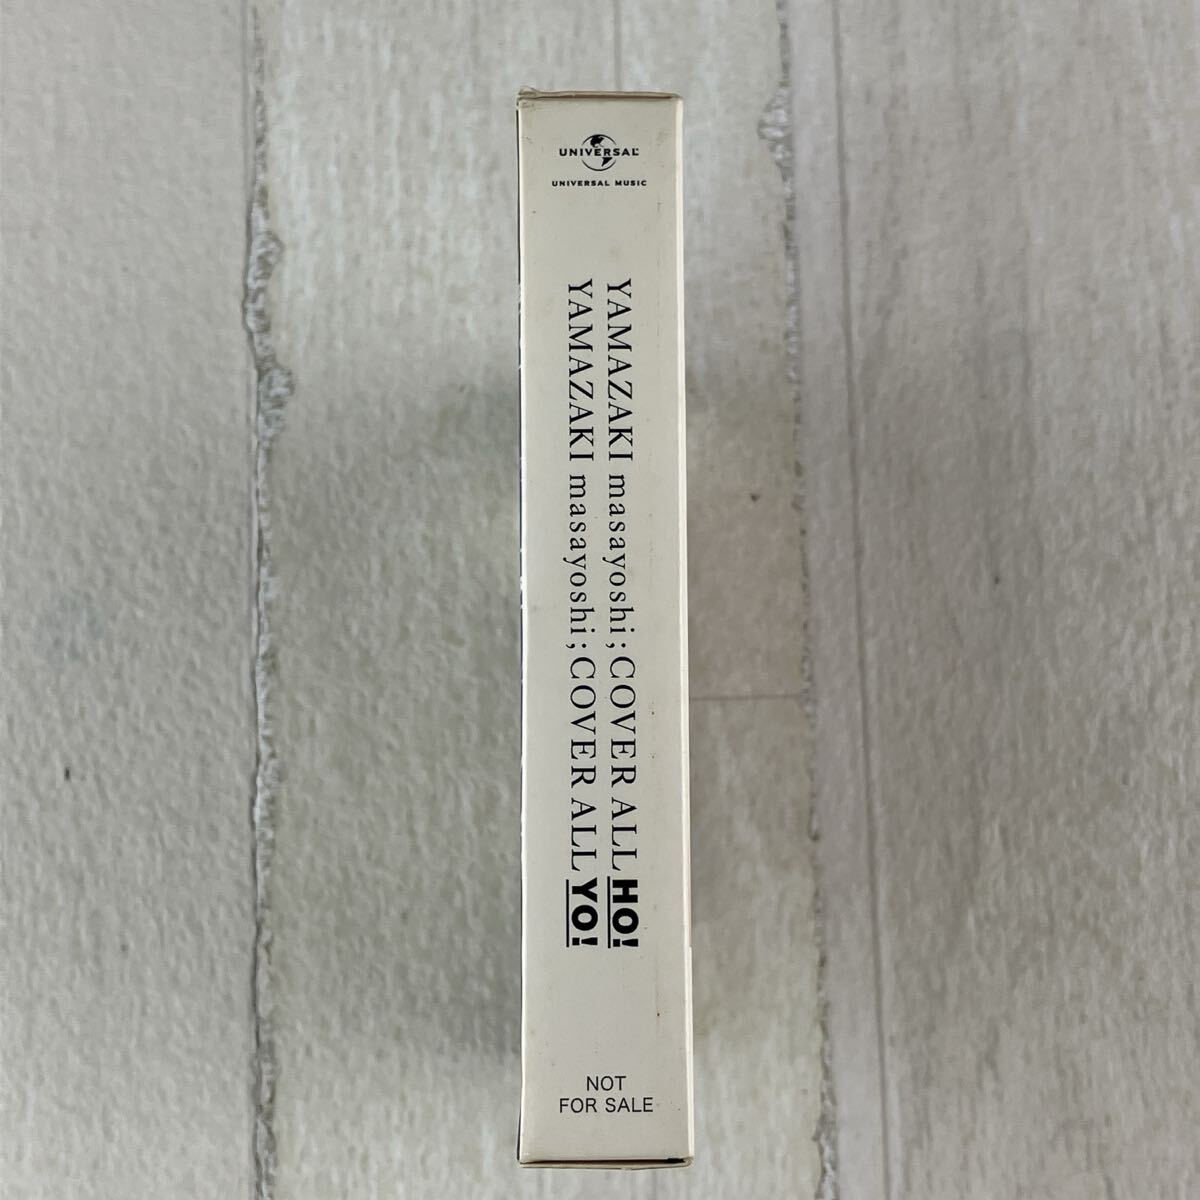 UNIVERSAL
UNIVERSAL MUSIC
YAMAZAKI masayoshi ; COVER ALL HO!
YAMAZAKI masayoshi ; COVER ALL YO!
NOT
FOR SALE